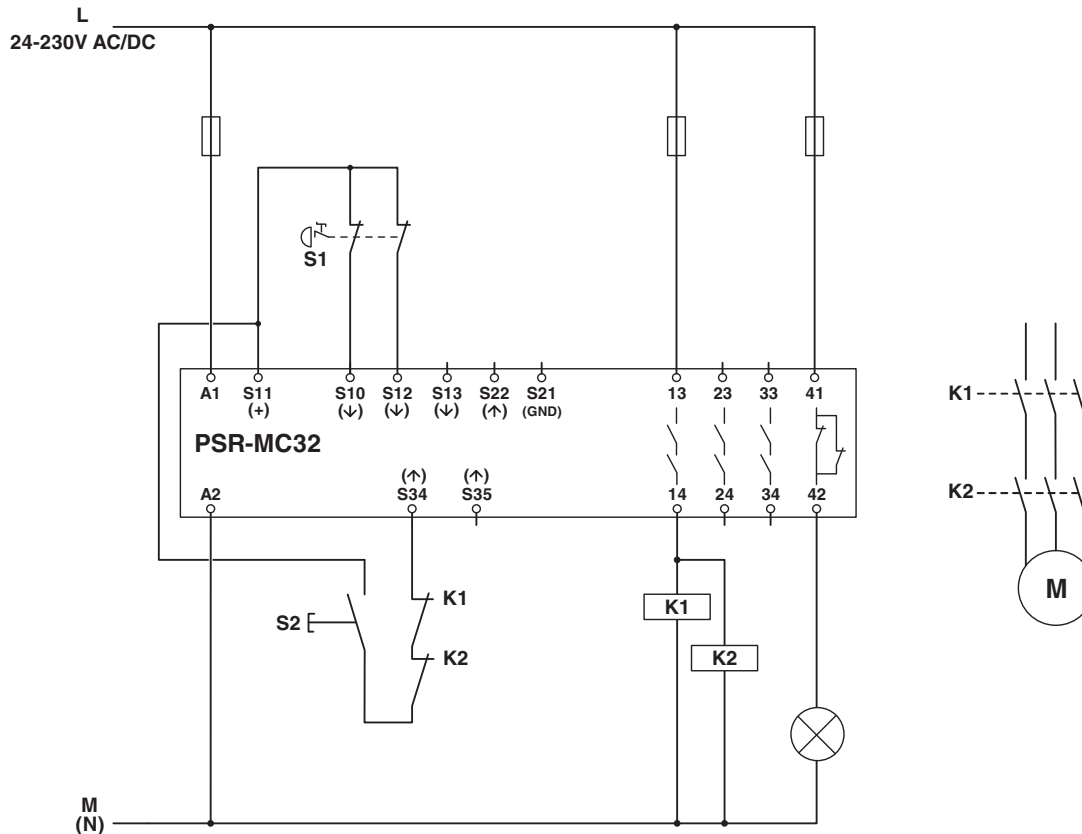 L
24-230V AC/DC
S1
A1
S11
(+)
S10
(↓)
S12
(↓)
S13
(↓)
S22
(↑)
S21
(GND)
13
23
33
41
PSR-MC32
A2
(↑)
S34
(↑)
S35
14
24
34
42
K1
K2
M
S2
K1
K2
K1
K2
M
(N)